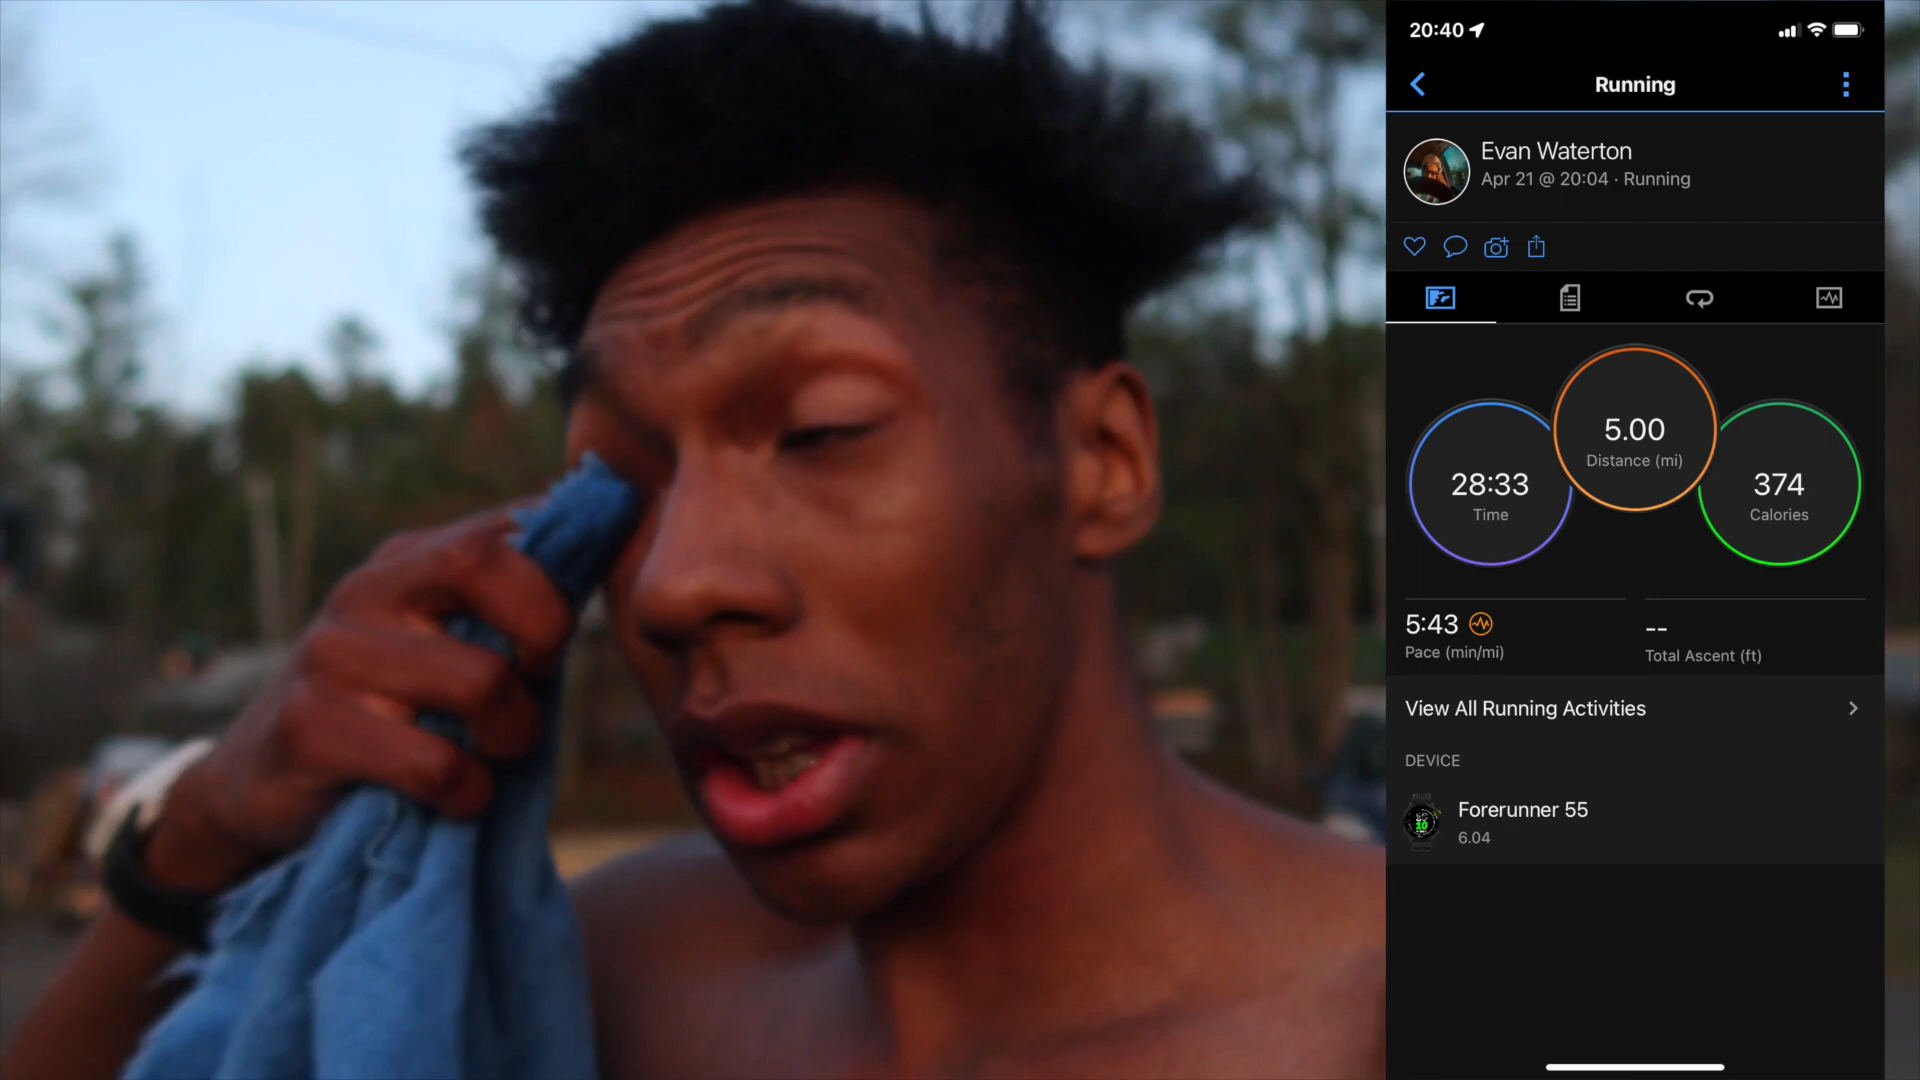 20:40
Running
Evan Waterton
Apr 21 @ 20:04 · Running
5.00
Distance (mi)
28:33
Time
374
Calories
5:43
Pace (min/mi)
--
Total Ascent (ft)
View All Running Activities
DEVICE
Forerunner 55
6.04
10